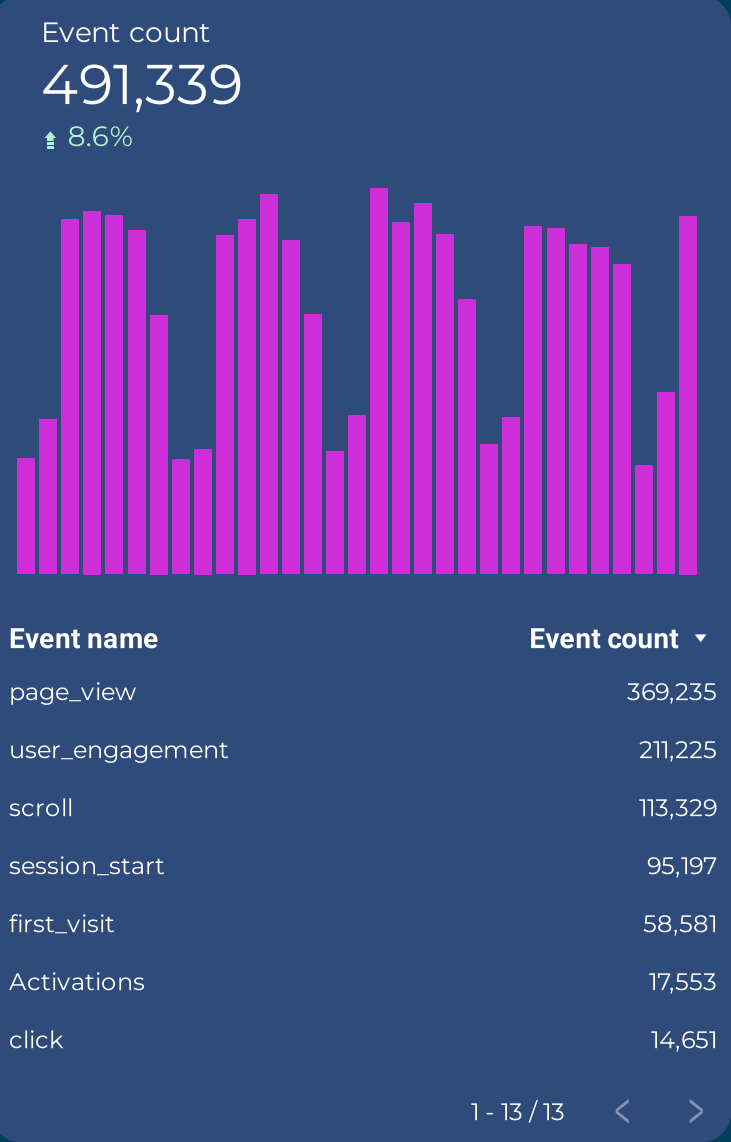 Event count
491,339
8.6%
Event name Event count
page_view 369,235
user_engagement 211,225
scroll 113,329
session_start 95,197
first_visit 58,581
Activations 17,553
click 14,651
1 - 13 / 13